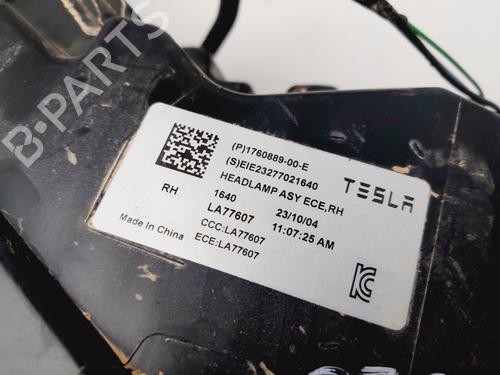 B-PARTS
(P)1760889-00-E
(S)EIE23277021640
HEADLAMP ASY ECE,RH
TESLA
RH
1640
23/10/04
LA77607
11:07:25 AM
Made In China
CCC:LA77607
ECE:LA77607